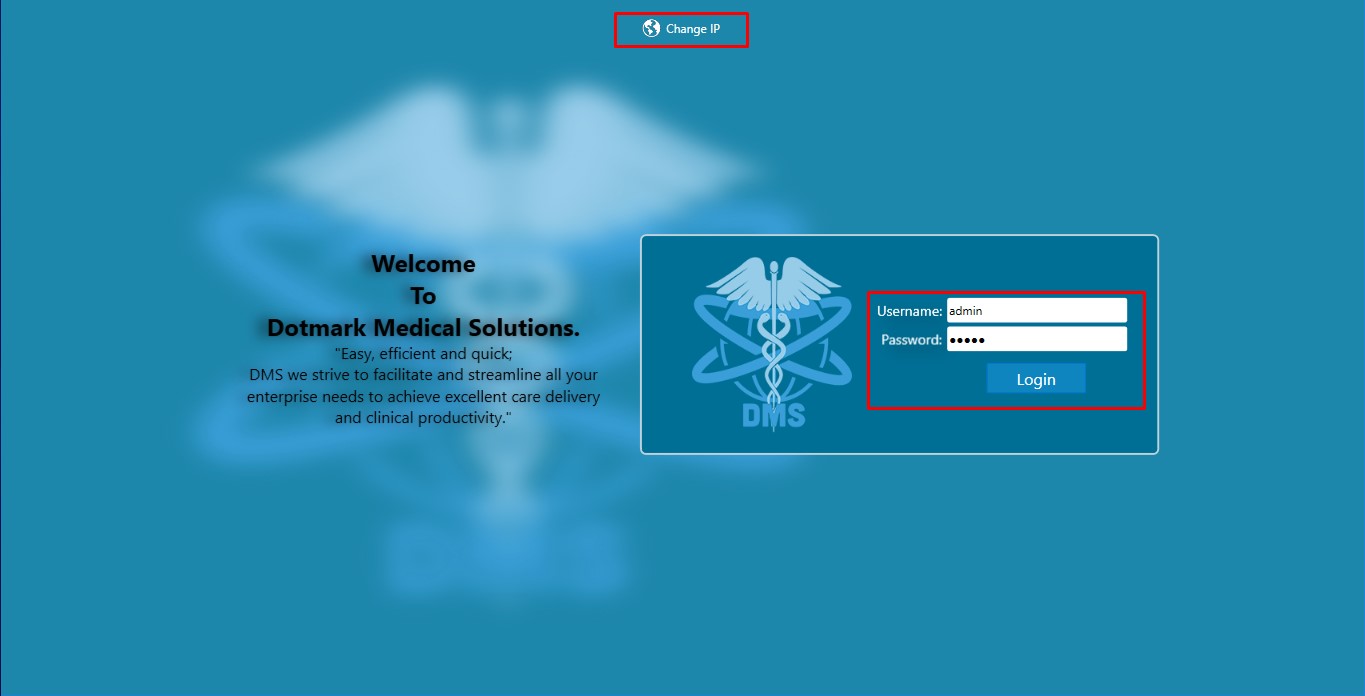 Change IP
Welcome
To
Dotmark Medical Solutions.
"Easy, efficient and quick;
DMS we strive to facilitate and streamline all your
enterprise needs to achieve excellent care delivery
and clinical productivity."
DMS
Username: admin
Password: •••••
Login
DMS